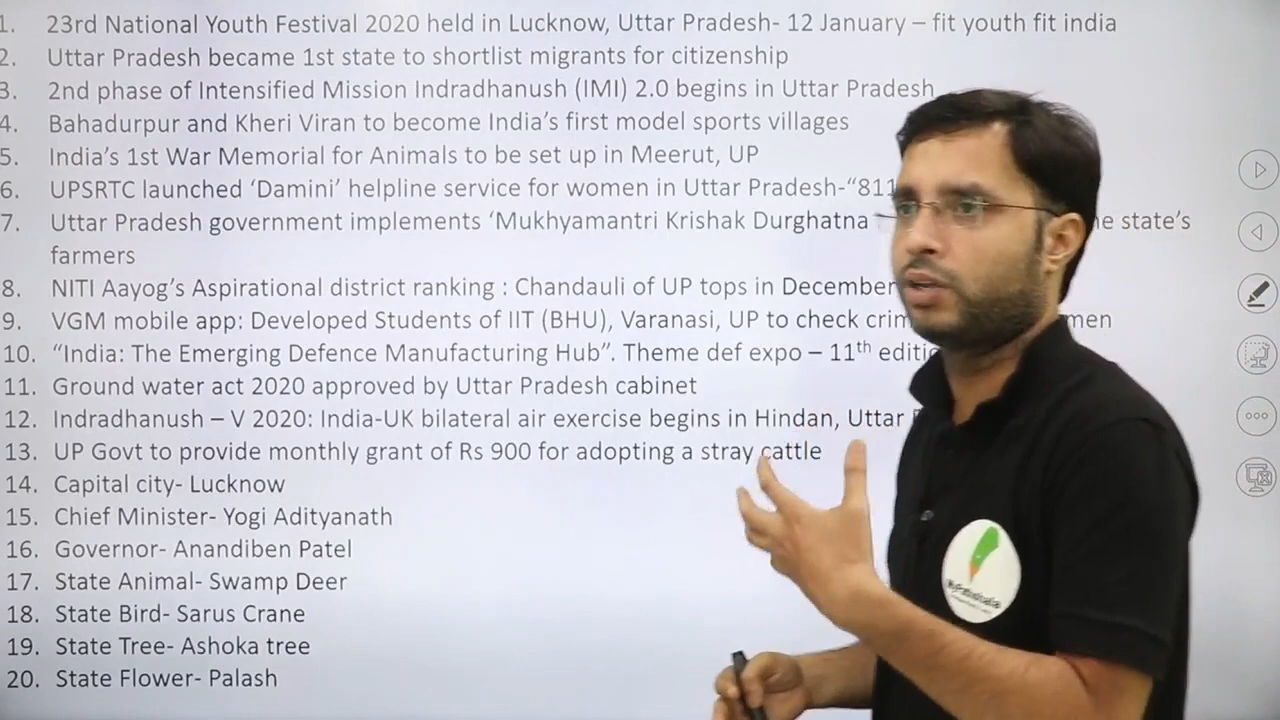 1. 23rd National Youth Festival 2020 held in Lucknow, Uttar Pradesh- 12 January – fit youth fit india
2. Uttar Pradesh became 1st state to shortlist migrants for citizenship
3. 2nd phase of Intensified Mission Indradhanush (IMI) 2.0 begins in Uttar Pradesh
4. Bahadurpur and Kheri Viran to become India’s first model sports villages
5. India’s 1st War Memorial for Animals to be set up in Meerut, UP
6. UPSRTC launched ‘Damini’ helpline service for women in Uttar Pradesh-“811
7. Uttar Pradesh government implements ‘Mukhyamantri Krishak Durghatna state’s
farmers
8. NITI Aayog’s Aspirational district ranking : Chandauli of UP tops in December
9. VGM mobile app: Developed Students of IIT (BHU), Varanasi, UP to check
10. “India: The Emerging Defence Manufacturing Hub”. Theme def expo – 11th
11. Ground water act 2020 approved by Uttar Pradesh cabinet
12. Indradhanush – V 2020: India-UK bilateral air exercise begins in Hindan, Uttar
13. UP Govt to provide monthly grant of Rs 900 for adopting a stray cattle
14. Capital city- Lucknow
15. Chief Minister- Yogi Adityanath
16. Governor- Anandiben Patel
17. State Animal- Swamp Deer
18. State Bird- Sarus Crane
19. State Tree- Ashoka tree
20. State Flower- Palash